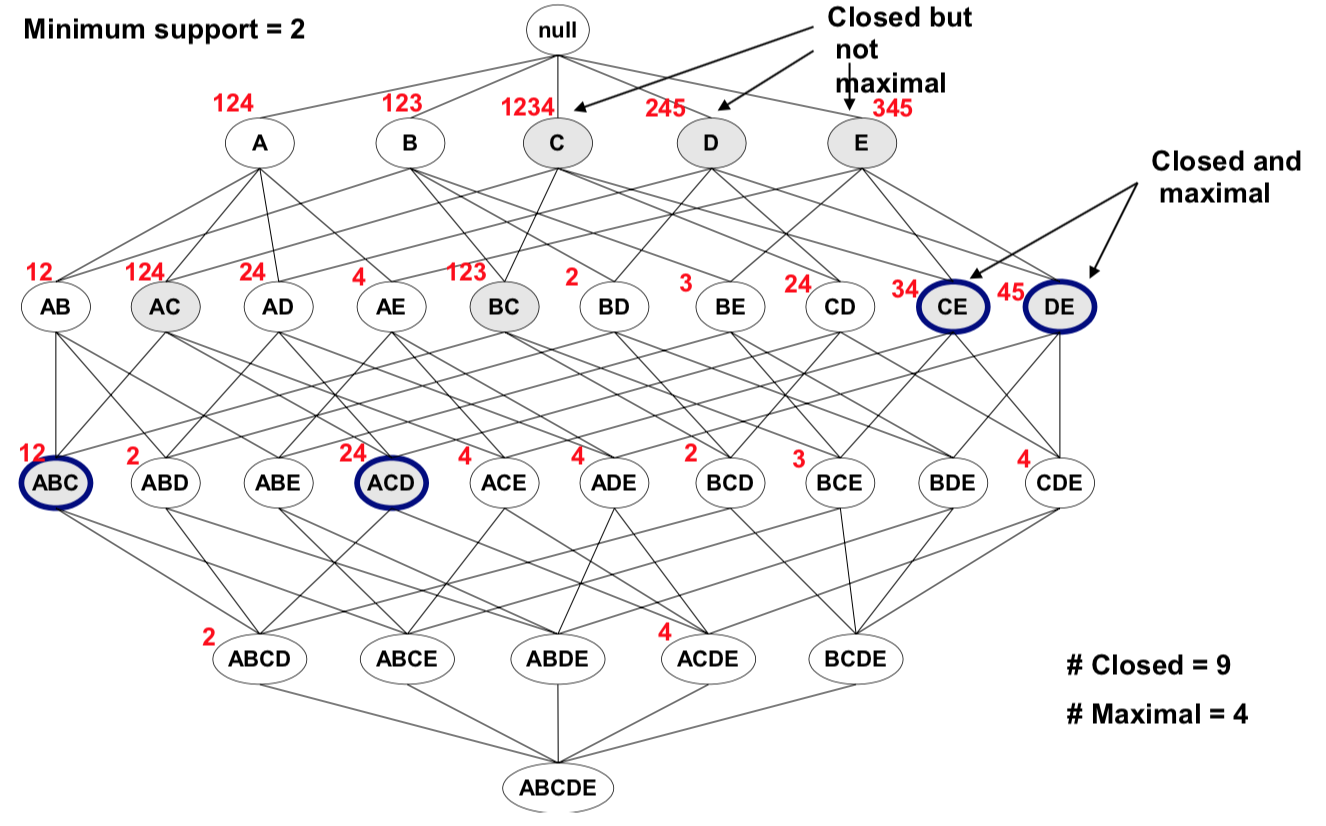 Minimum support = 2
null
Closed but
not
maximal
124
123
1234
245
345
A
B
C
D
E
Closed and
maximal
12
124
24
4
123
2
3
24
34
45
AB
AC
AD
AE
BC
BD
BE
CD
CE
DE
12
2
24
4
4
2
3
4
ABC
ABD
ABE
ACD
ACE
ADE
BCD
BCE
BDE
CDE
2
4
ABCD
ABCE
ABDE
ACDE
BCDE
# Closed = 9
# Maximal = 4
ABCDE